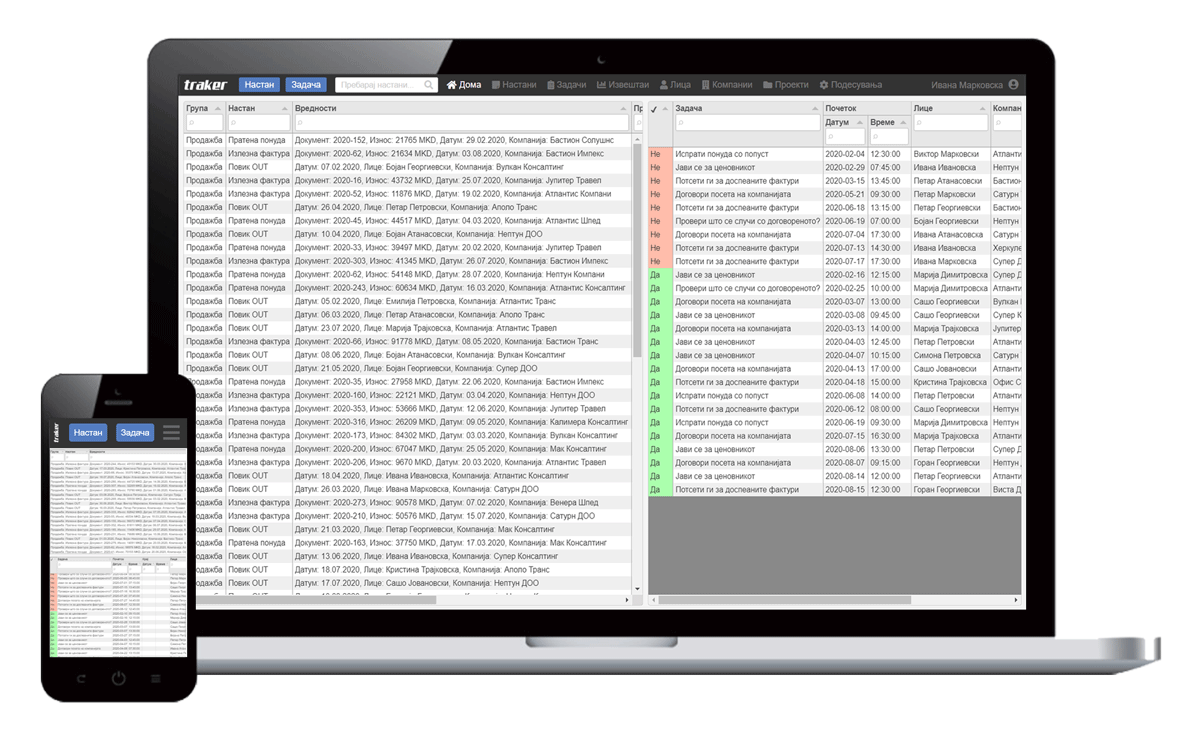 traker Настан Задача Пребарај настани... Дома Настани Задачи Извештаи Лица Компании Проекти Подесувања Ивана Марковска
Група Настан Вредности Пр
Продажба Пратена понуда Документ: 2020-152, Износ: 21765 MKD, Датум: 29.02.2020, Компанија: Бастион Солушнс
Продажба Излезна фактура Документ: 2020-62, Износ: 21634 MKD, Датум: 03.08.2020, Компанија: Бастион Импекс
Продажба Повик OUT Датум: 07.02.2020, Лице: Бојан Георгиевски, Компанија: Вулкан Консалтинг
Продажба Излезна фактура Документ: 2020-16, Износ: 43732 MKD, Датум: 25.07.2020, Компанија: Јупитер Травел
Продажба Излезна фактура Документ: 2020-52, Износ: 11876 MKD, Датум: 19.02.2020, Компанија: Атлантис Компани
Продажба Повик OUT Датум: 26.04.2020, Лице: Петар Петровски, Компанија: Аполо Транс
Продажба Пратена понуда Документ: 2020-45, Износ: 44517 MKD, Датум: 04.03.2020, Компанија: Атлантис Шпед
Продажба Повик OUT Датум: 10.04.2020, Лице: Бојан Атанасовски, Компанија: Нептун ДОО
Продажба Пратена понуда Документ: 2020-33, Износ: 39497 MKD, Датум: 20.02.2020, Компанија: Јупитер Травел
Продажба Излезна фактура Документ: 2020-303, Износ: 41345 MKD, Датум: 26.07.2020, Компанија: Бастион Импекс
Продажба Пратена понуда Документ: 2020-62, Износ: 54148 MKD, Датум: 28.07.2020, Компанија: Нептун Компани
Продажба Пратена понуда Документ: 2020-243, Износ: 60634 MKD, Датум: 16.03.2020, Компанија: Атлантис Консалтинг
Продажба Повик OUT Датум: 05.02.2020, Лице: Емилија Петровска, Компанија: Атлантис Транс
Продажба Повик OUT Датум: 06.03.2020, Лице: Петар Атанасовски, Компанија: Аполо Транс
Продажба Повик OUT Датум: 23.07.2020, Лице: Марија Трајковска, Компанија: Атлантис Травел
Продажба Излезна фактура Документ: 2020-66, Износ: 91778 MKD, Датум: 08.05.2020, Компанија: Бастион Транс
Продажба Повик OUT Датум: 08.06.2020, Лице: Бојан Атанасовски, Компанија: Вулкан Консалтинг
Продажба Повик OUT Датум: 21.05.2020, Лице: Бојан Георгиевски, Компанија: Супер ДОО
Продажба Пратена понуда Документ: 2020-35, Износ: 27958 MKD, Датум: 22.06.2020, Компанија: Бастион Импекс
Продажба Излезна фактура Документ: 2020-160, Износ: 22121 MKD, Датум: 03.04.2020, Компанија: Нептун ДОО
Продажба Излезна фактура Документ: 2020-353, Износ: 53666 MKD, Датум: 12.06.2020, Компанија: Јупитер Травел
Продажба Пратена понуда Документ: 2020-316, Износ: 26209 MKD, Датум: 09.05.2020, Компанија: Калимера Консалтинг
Продажба Излезна фактура Документ: 2020-173, Износ: 84302 MKD, Датум: 03.03.2020, Компанија: Вулкан Консалтинг
Продажба Пратена понуда Документ: 2020-200, Износ: 67047 MKD, Датум: 25.05.2020, Компанија: Мак Консалтинг
Продажба Излезна фактура Документ: 2020-206, Износ: 9670 MKD, Датум: 20.03.2020, Компанија: Атлантис Травел
Продажба Повик OUT Датум: 18.04.2020, Лице: Ивана Ивановска, Компанија: Атлантис Импекс
Продажба Повик OUT Датум: 26.03.2020, Лице: Ивана Марковска, Компанија: Сатурн ДОО
Продажба Излезна фактура Документ: 2020-273, Износ: 90578 MKD, Датум: 07.02.2020, Компанија: Венера Шпед
Продажба Излезна фактура Документ: 2020-210, Износ: 50576 MKD, Датум: 15.07.2020, Компанија: Сатурн ДОО
Продажба Повик OUT Датум: 21.03.2020, Лице: Петар Георгиевски, Компанија: Мак Консалтинг
Продажба Пратена понуда Документ: 2020-163, Износ: 37750 MKD, Датум: 17.03.2020, Компанија: Мак Консалтинг
Продажба Повик OUT Датум: 13.06.2020, Лице: Ивана Ивановска, Компанија: Супер Консалтинг
Продажба Повик OUT Датум: 18.07.2020, Лице: Кристина Трајковска, Компанија: Аполо Импекс
Продажба Повик OUT Датум: 17.07.2020, Лице: Сашо Јовановски, Компанија: Нептун ДОО
Задача Почеток Лице Компан
Датум Време
Не Испрати понуда со попуст 2020-02-04 12:30:00 Виктор Марковски Атланти
Не Јави се за ценовникот 2020-02-29 07:45:00 Ивана Ивановска Нептун
Не Потсети ги за доспеаните фактури 2020-03-15 13:45:00 Петар Атанасовски Бастион
Не Договори посета на компанијата 2020-05-21 09:30:00 Петар Марковски Сатурн
Не Потсети ги за доспеаните фактури 2020-06-18 13:15:00 Петар Георгиевски Бастион
Не Провери што се случи со договореното? 2020-06-19 07:00:00 Бојан Георгиевски Нептун
Не Договори посета на компанијата 2020-07-04 17:30:00 Ивана Атанасовска Сатурн
Не Потсети ги за доспеаните фактури 2020-07-13 14:30:00 Ивана Ивановска Херкуле
Не Потсети ги за доспеаните фактури 2020-07-17 17:30:00 Ивана Марковска Супер Д
Да Јави се за ценовникот 2020-02-16 12:15:00 Марија Димитровска Супер Д
Да Провери што се случи со договореното? 2020-02-25 10:00:00 Марија Димитровска Атланти
Да Договори посета на компанијата 2020-03-07 13:00:00 Сашо Георгиевски Вулкан
Да Јави се за ценовникот 2020-03-08 09:45:00 Сашо Георгиевски Супер К
Да Договори посета на компанијата 2020-03-13 14:00:00 Марија Трајковска Јупитер
Да Јави се за ценовникот 2020-04-03 12:45:00 Петар Петровски Атланти
Да Јави се за ценовникот 2020-04-07 10:15:00 Симона Петровска Сатурн
Да Договори посета на компанијата 2020-04-13 17:00:00 Сашо Јовановски Атланти
Да Потсети ги за доспеаните фактури 2020-04-18 15:00:00 Кристина Трајковска Офис С
Да Испрати понуда со попуст 2020-06-08 14:00:00 Петар Петровски Атланти
Да Потсети ги за доспеаните фактури 2020-06-12 08:00:00 Сашо Георгиевски Нептун
Да Испрати понуда со попуст 2020-06-19 09:30:00 Марија Петровска Нептун
Да Договори посета на компанијата 2020-07-15 16:30:00 Марија Трајковска Атланти
Да Јави се за ценовникот 2020-08-06 13:30:00 Петар Петровски Супер Д
Да Договори посета на компанијата 2020-08-07 09:15:00 Горан Георгиевски Нептун
Да Јави се за ценовникот 2020-08-14 12:00:00 Горан Петровски Супер Д
Да Потсети ги за доспеаните фактури 2020-08-15 12:30:00 Горан Георгиевски Виста Д
traker Настан Задача